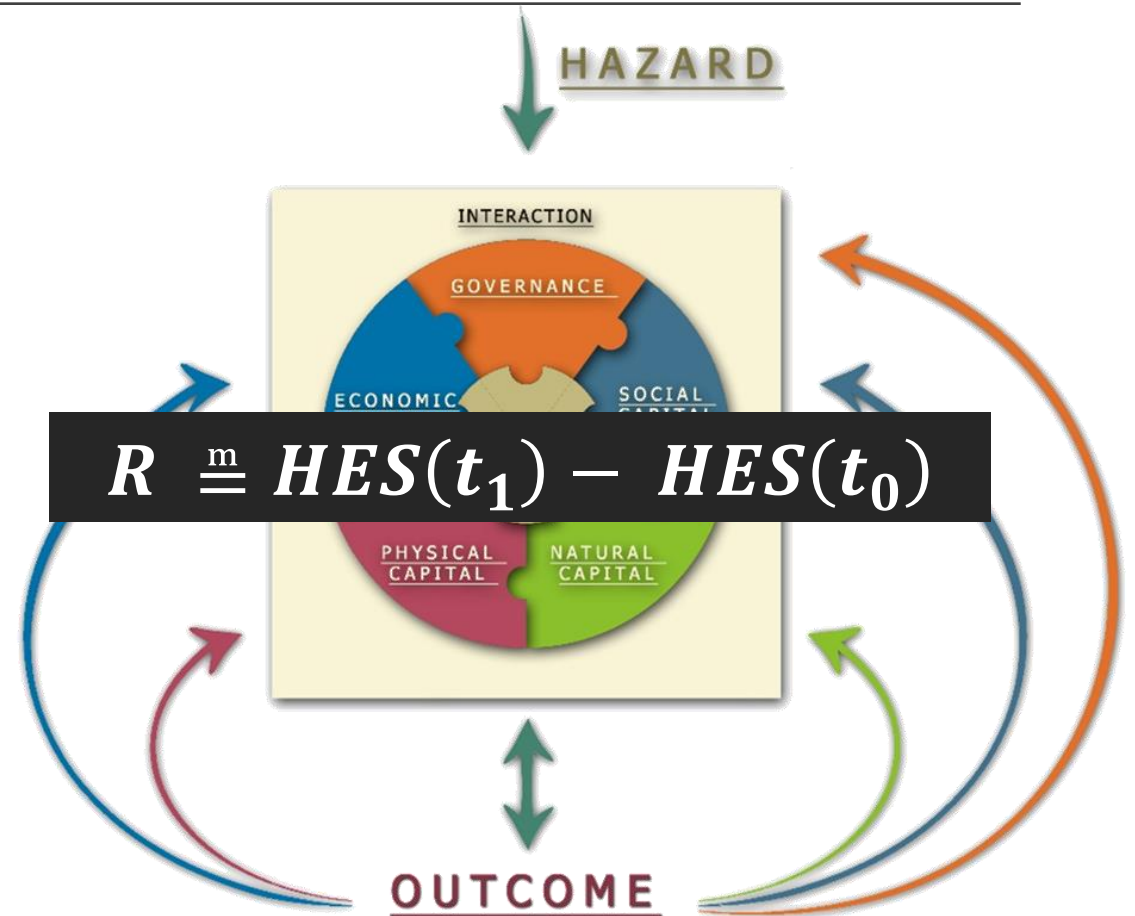 HAZARD
INTERACTION
GOVERNANCE
ECONOMIC
SOCIAL
R ≞ HES(t₁) − HES(t₀)
PHYSICAL
CAPITAL
NATURAL
CAPITAL
OUTCOME